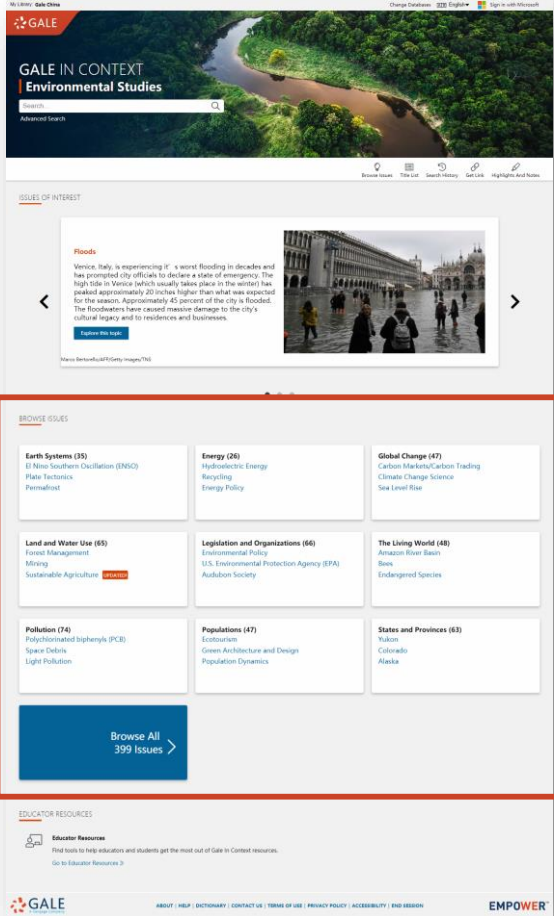 My Library: Gale China
Change Databases
English
Sign in with Microsoft
GALE
GALE IN CONTEXT
Environmental Studies
Search...
Advanced Search
Browse Issues
Title List
Search History
Get Link
Highlights And Notes
ISSUES OF INTEREST
Floods
Venice, Italy, is experiencing it's worst flooding in decades and
has prompted city officials to declare a state of emergency. The
high tide in Venice (which usually takes place in the winter) has
peaked approximately 20 inches higher than what was expected
for the season. Approximately 45 percent of the city is flooded.
The floodwaters have caused massive damage to the city's
cultural legacy and to residences and businesses.
Explore this topic
Marco Bertorello/AFP/Getty Images/TNS
BROWSE ISSUES
Earth Systems (35)
El Nino Southern Oscillation (ENSO)
Plate Tectonics
Permafrost
Energy (26)
Hydroelectric Energy
Recycling
Energy Policy
Global Change (47)
Carbon Markets/Carbon Trading
Climate Change Science
Sea Level Rise
Land and Water Use (65)
Forest Management
Mining
Sustainable Agriculture UPDATED
Legislation and Organizations (66)
Environmental Policy
U.S. Environmental Protection Agency (EPA)
Audubon Society
The Living World (48)
Amazon River Basin
Bees
Endangered Species
Pollution (74)
Polychlorinated biphenyls (PCB)
Space Debris
Light Pollution
Populations (47)
Ecotourism
Green Architecture and Design
Population Dynamics
States and Provinces (63)
Yukon
Colorado
Alaska
Browse All
399 Issues
EDUCATOR RESOURCES
Educator Resources
Find tools to help educators and students get the most out of Gale In Context resources.
Go to Educator Resources
GALE
ABOUT | HELP | DICTIONARY | CONTACT US | TERMS OF USE | PRIVACY POLICY | ACCESSIBILITY | END SESSION
EMPOWER